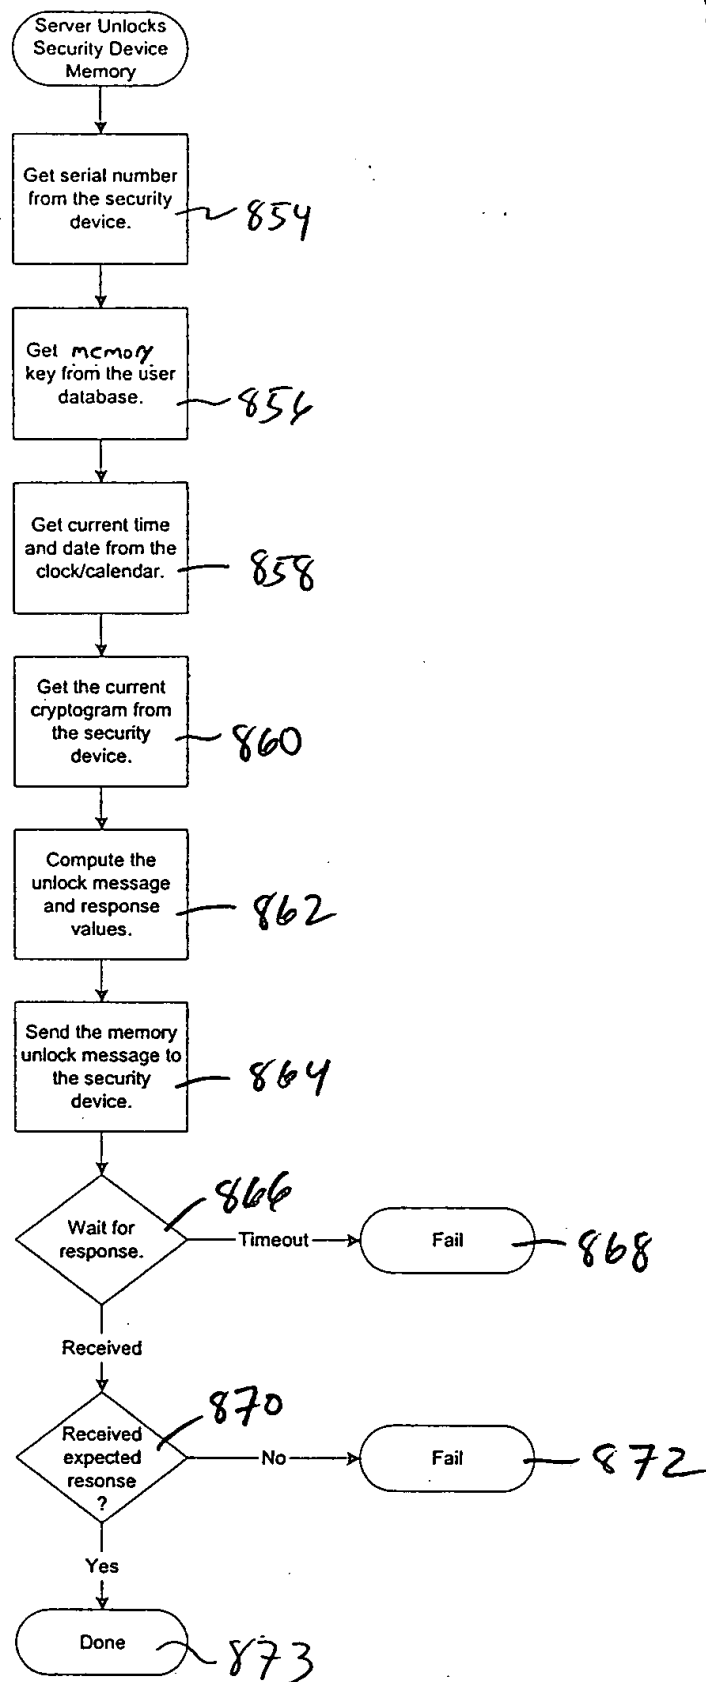 Server Unlocks
Security Device
Memory
Get serial number
from the security
device.
854
Get memory
key from the user
database.
856
Get current time
and date from the
clock/calendar.
858
Get the current
cryptogram from
the security
device.
860
Compute the
unlock message
and response
values.
862
Send the memory
unlock message to
the security
device.
864
866
Wait for
response.
Timeout
Fail
868
Received
870
Received
expected
resonse
?
No
Fail
872
Yes
Done
873